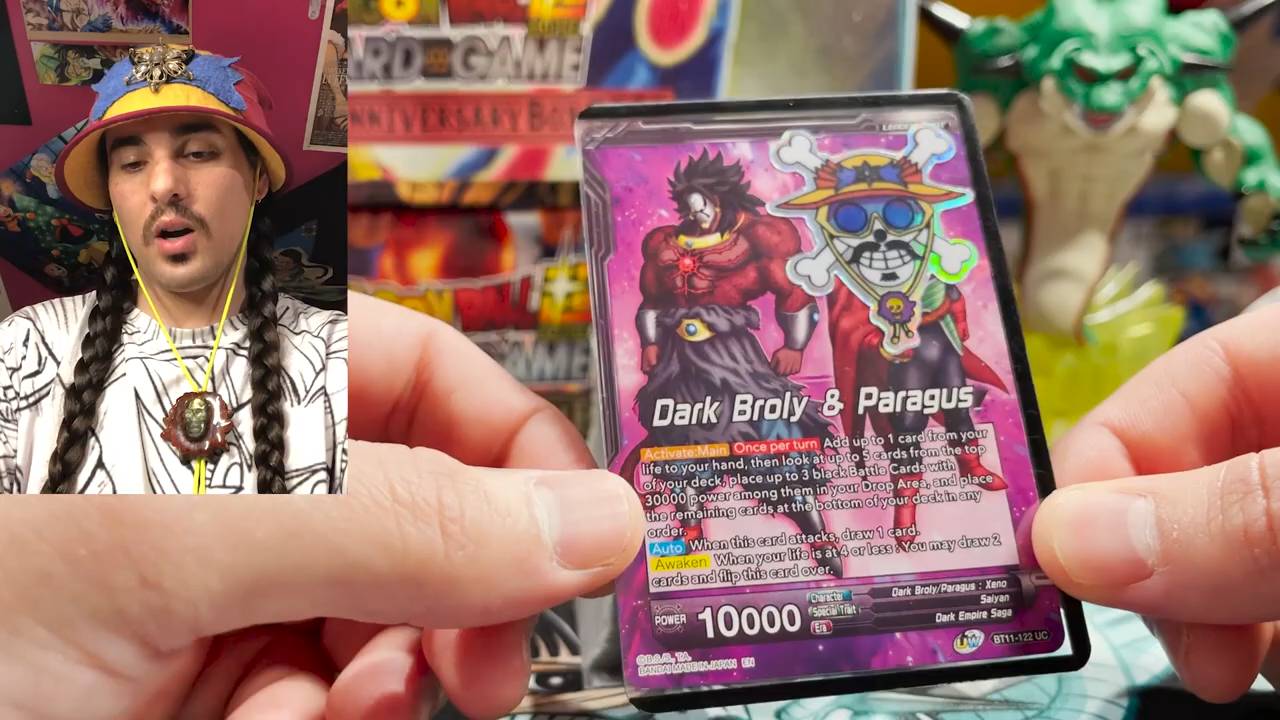 CARD GAME
ANNIVERSARY BOX
GAME
Dark Broly & Paragus
Activate:Main Once per turn Add up to 1 card from your
life to your hand, then look at up to 5 cards from the top
of your deck, place up to 3 black Battle Cards with
30000 power among them in your Drop Area, and place
the remaining cards at the bottom of your deck in any
order.
Auto When this card attacks, draw 1 card.
Awaken When your life is at 4 or less : You may draw 2
cards and flip this card over.
POWER 10000
Character Dark Broly/Paragus : Xeno
Special Trait Saiyan
Era Dark Empire Saga
UW BT11-122 UC
©B.S./S., T.A.
BANDAI MADE IN JAPAN EN